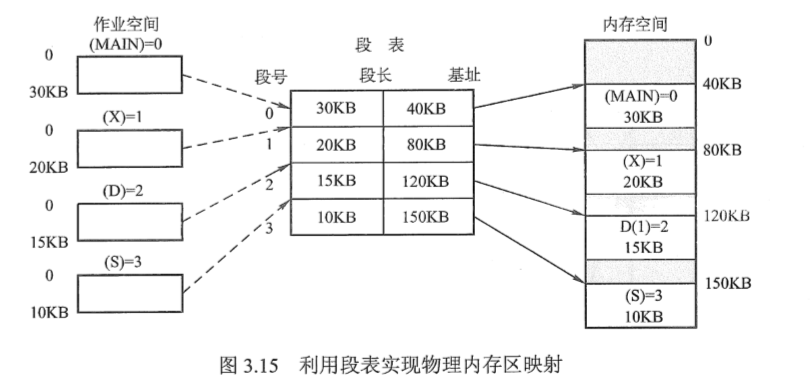 作业空间
(MAIN)=0
0
30KB
(X)=1
0
20KB
(D)=2
0
15KB
(S)=3
0
10KB
段 表
段号 段长 基址
0 30KB 40KB
1 20KB 80KB
2 15KB 120KB
3 10KB 150KB
内存空间
0
40KB
(MAIN)=0
30KB
80KB
(X)=1
20KB
120KB
D(1)=2
15KB
150KB
(S)=3
10KB
图 3.15 利用段表实现物理内存区映射